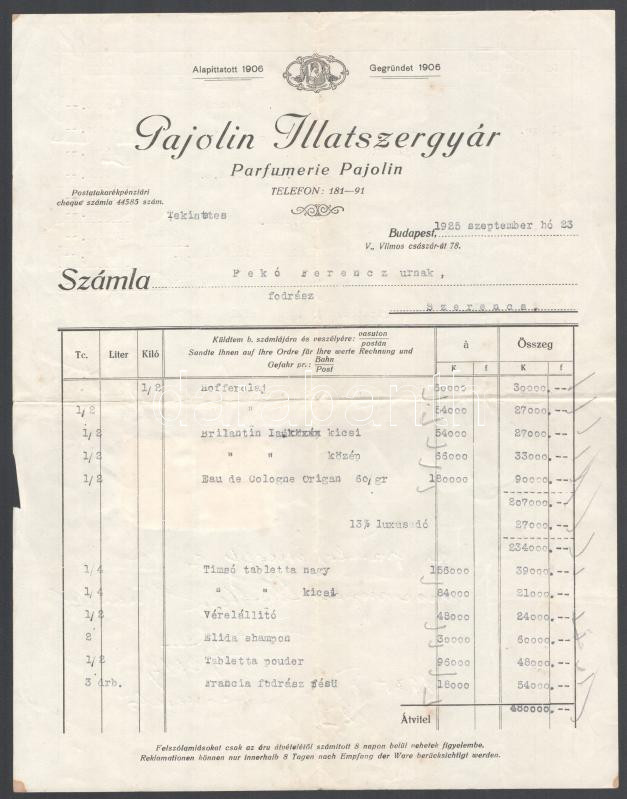 Alapittatott 1906 Gegründet 1906
Pajolin Illatszergyár
Parfumerie Pajolin
TELEFON: 181—91
Postatakarékpénztári
cheque számla 44585 szám.
Tekintetes
Budapest, 1925 szeptember hó 23
V., Vilmos császár-út 78.
Számla Pekó Ferencz urnak,
fodrász
Szerencs.
Tc. Liter Kiló Küldtem b. számlájára és veszélyére: vasuton postán à Összeg
Sandte Ihnen auf Ihre Ordre für Ihre werte Rechnung und
Gefahr pr.: Bahn Post K f K f
1/2 Hofferolaj 60000 30000.--
1/2 " 54000 27000.--
1/2 Brilantin kicsi 54000 27000.--
1/2 " " közép 66000 33000.--
1/2 Eau de Cologne Origan 60/gr 180000 90000.--
207000.--
13% luxusadó 27000.--
234000.--
1/4 Timsó tabletta nagy 156000 39000.--
1/4 " " kicsi 84000 21000.--
1/2 Vérelállitó 48000 24000.--
2 Elida shampon 30000 60000.--
1/2 Tabletta pouder 96000 48000.--
3 drb. Francia fodrász fésü 18000 54000.--
Átvitel 480000.--
Felszólamlásokat csak az áru átvételétől számított 8 napon belül vehetek figyelembe.
Reklamationen können nur innerhalb 8 Tagen nach Empfang der Ware berücksichtigt werden.
darabanth